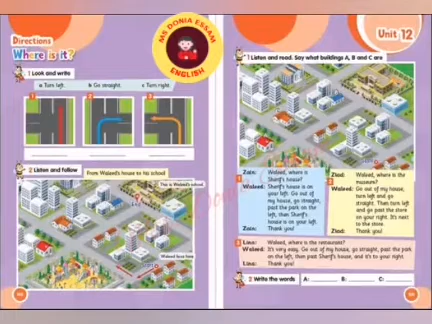 Directions
Where is it?
1 Look and write
a Turn left. b Go straight. c Turn right.
1 2 3
2 Listen and follow
From Waleed's house to his school
This is Waleed's school.
Waleed lives here.
MS DONIA ESSAM
ENGLISH
Unit 12
1 Listen and read. Say what buildings A, B and C are
1
Zain: Waleed, where is
Sherif's house?
Waleed: Sherif's house is on
your left. Go out of
my house, go straight,
past the park on the
left, then Sherif's
house is on your left.
Zain: Thank you!
2
Ziad: Waleed, where is the
museum?
Waleed: Go out of my house,
turn left and go
straight. Then turn left
and go past the store
on your right. It's next
to the store.
Ziad: Thank you!
3
Lina: Waleed, where is the restaurant?
Waleed: It's very easy. Go out of my house, go straight, past the park
on the left, then past Sherif's house, and it's to your right.
Lina: Thank you!
2 Write the words A: B: C: